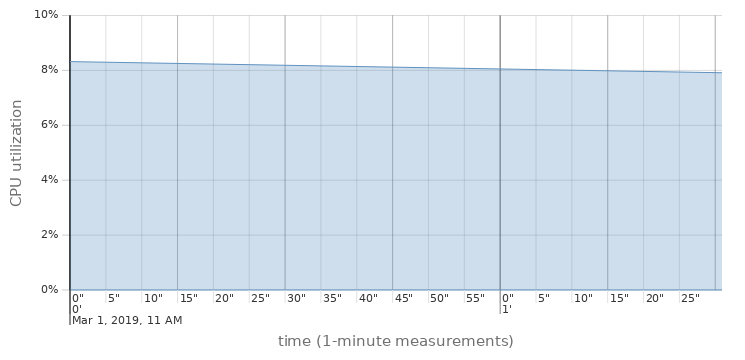 10%
8%
6%
4%
2%
0%
CPU utilization
0" 5" 10" 15" 20" 25" 30" 35" 40" 45" 50" 55" 0" 5" 10" 15" 20" 25"
0' 1'
Mar 1, 2019, 11 AM
time (1-minute measurements)